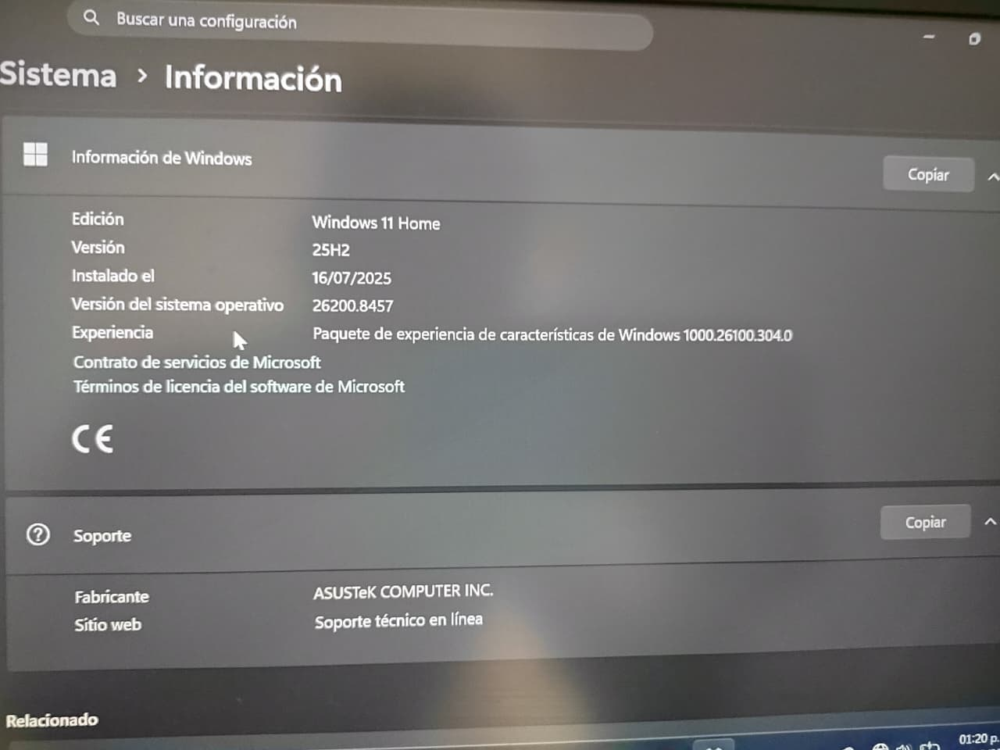 Buscar una configuración
Sistema > Información
Información de Windows
Copiar
Edición Windows 11 Home
Versión 25H2
Instalado el 16/07/2025
Versión del sistema operativo 26200.8457
Experiencia Paquete de experiencia de características de Windows 1000.26100.304.0
Contrato de servicios de Microsoft
Términos de licencia del software de Microsoft
CE
Soporte
Copiar
Fabricante ASUSTeK COMPUTER INC.
Sitio web Soporte técnico en línea
Relacionado
01:20 p.